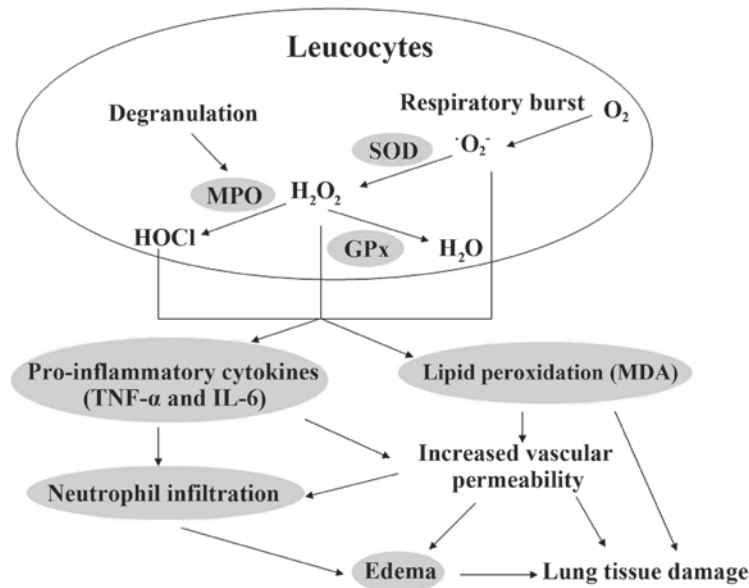 Leucocytes
Respiratory burst
O₂
Degranulation
SOD
·O₂⁻
MPO
H₂O₂
HOCl
GPx
H₂O
Pro-inflammatory cytokines
(TNF-α and IL-6)
Lipid peroxidation (MDA)
Increased vascular
permeability
Neutrophil infiltration
Edema
Lung tissue damage